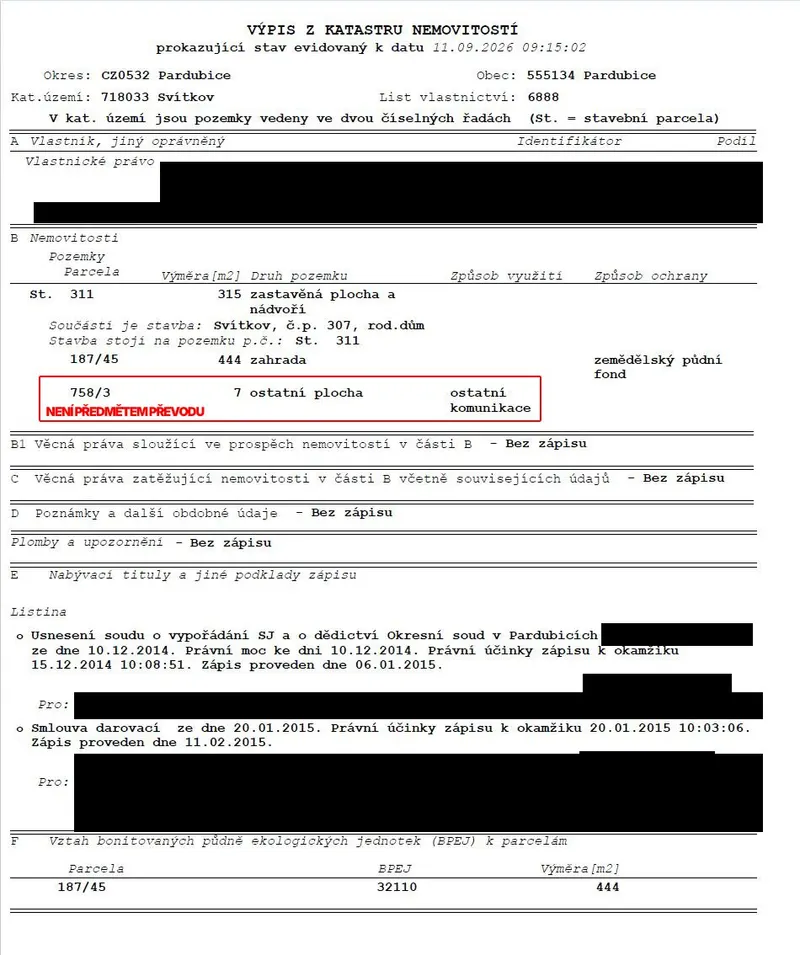 VÝPIS Z KATASTRU NEMOVITOSTÍ
prokazující stav evidovaný k datu 11.09.2026 09:15:02
Okres: CZ0532 Pardubice Obec: 555134 Pardubice
Kat.území: 718033 Svítkov List vlastnictví: 6888
V kat. území jsou pozemky vedeny ve dvou číselných řadách (St. = stavební parcela)
A Vlastník, jiný oprávněný Identifikátor Podíl
Vlastnické právo
B Nemovitosti
Pozemky
Parcela Výměra[m2] Druh pozemku Způsob využití Způsob ochrany
St. 311 315 zastavěná plocha a
nádvoří
Součástí je stavba: Svítkov, č.p. 307, rod.dům
Stavba stojí na pozemku p.č.: St. 311
187/45 444 zahrada zemědělský půdní
fond
758/3 7 ostatní plocha ostatní
komunikace
NENÍ PŘEDMĚTEM PŘEVODU
B1 Věcná práva sloužící ve prospěch nemovitostí v části B - Bez zápisu
C Věcná práva zatěžující nemovitosti v části B včetně souvisejících údajů - Bez zápisu
D Poznámky a další obdobné údaje - Bez zápisu
Plomby a upozornění - Bez zápisu
E Nabývací tituly a jiné podklady zápisu
Listina
o Usnesení soudu o vypořádání SJ a o dědictví Okresní soud v Pardubicích
ze dne 10.12.2014. Právní moc ke dni 10.12.2014. Právní účinky zápisu k okamžiku
15.12.2014 10:08:51. Zápis proveden dne 06.01.2015.
Pro:
o Smlouva darovací ze dne 20.01.2015. Právní účinky zápisu k okamžiku 20.01.2015 10:03:06.
Zápis proveden dne 11.02.2015.
Pro:
F Vztah bonitovaných půdně ekologických jednotek (BPEJ) k parcelám
Parcela BPEJ Výměra[m2]
187/45 32110 444